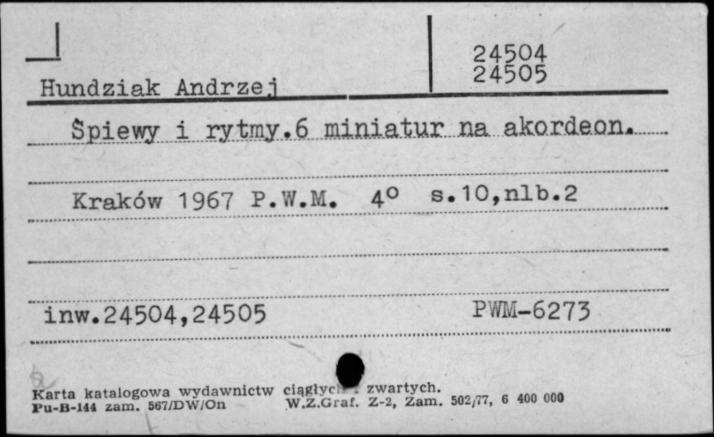 24504
24505
Hundziak Andrzej
Śpiewy i rytmy.6 miniatur na akordeon.
Kraków 1967 P.W.M. 4º s.10,nlb.2
inw.24504,24505 PWM-6273
Karta katalogowa wydawnictw ciągłych i zwartych.
Pu-B-144 zam. 567/DW/On W.Z.Graf. Z-2, Zam. 502/77, 6 400 000